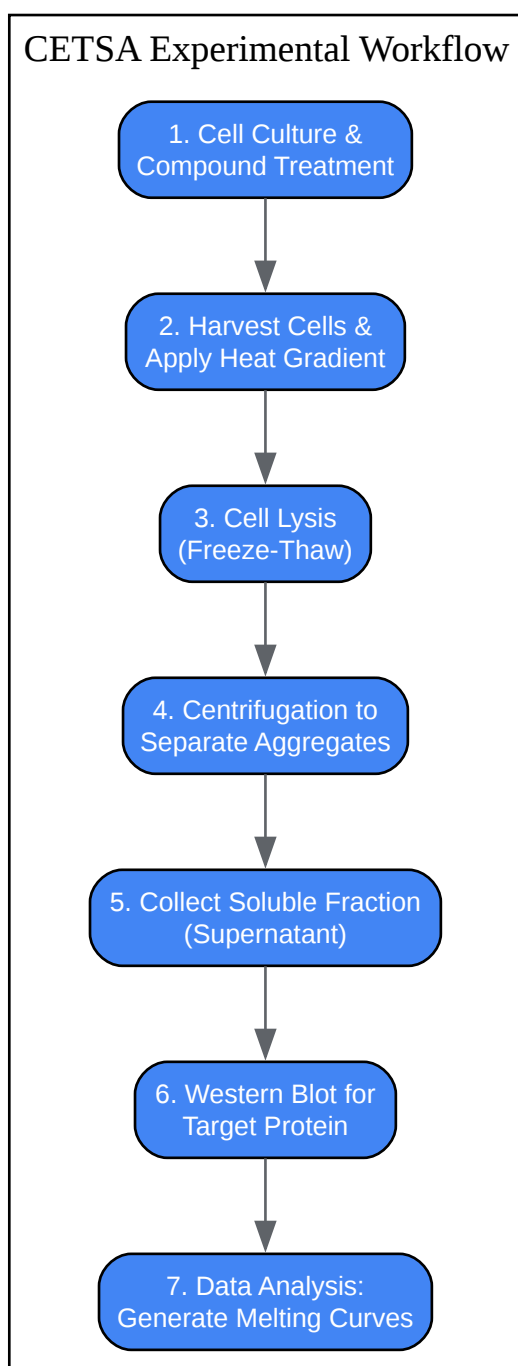 CETSA Experimental Workflow
1. Cell Culture &
Compound Treatment
2. Harvest Cells &
Apply Heat Gradient
3. Cell Lysis
(Freeze-Thaw)
4. Centrifugation to
Separate Aggregates
5. Collect Soluble Fraction
(Supernatant)
6. Western Blot for
Target Protein
7. Data Analysis:
Generate Melting Curves